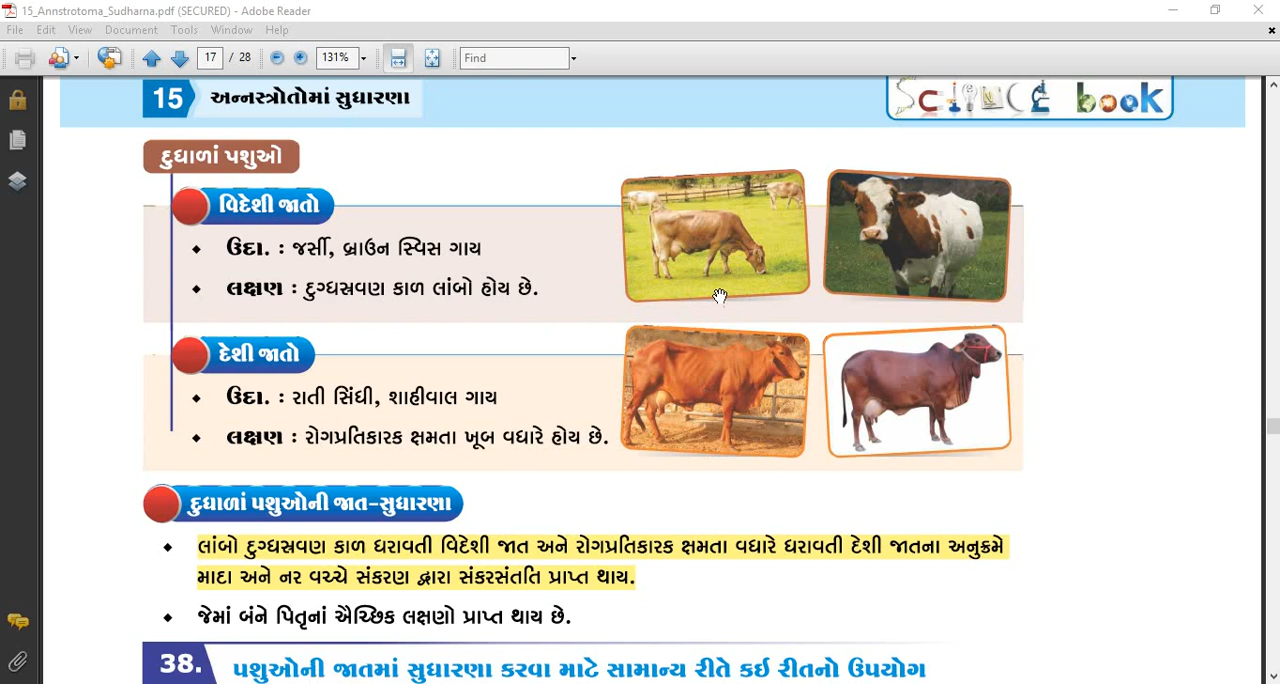 15_Annstrotoma_Sudharna.pdf (SECURED) - Adobe Reader
File Edit View Document Tools Window Help
17 / 28 131% Find
15 અન્નસ્ત્રોતોમાં સુધારણા
book
દુધાળાં પશુઓ
વિદેશી જાતો
ઉદા. : જર્સી, બ્રાઉન સ્વિસ ગાય
લક્ષણ : દુગ્ધસ્રવણ કાળ લાંબો હોય છે.
દેશી જાતો
ઉદા. : રાતી સિંધી, શાહીવાલ ગાય
લક્ષણ : રોગપ્રતિકારક ક્ષમતા ખૂબ વધારે હોય છે.
દુધાળાં પશુઓની જાત-સુધારણા
લાંબો દુગ્ધસ્રવણ કાળ ધરાવતી વિદેશી જાત અને રોગપ્રતિકારક ક્ષમતા વધારે ધરાવતી દેશી જાતના અનુક્રમે
માદા અને નર વચ્ચે સંકરણ દ્વારા સંકરસંતતિ પ્રાપ્ત થાય.
જેમાં બંને પિતૃનાં ઐચ્છિક લક્ષણો પ્રાપ્ત થાય છે.
38. પશુઓની જાતમાં સુધારણા કરવા માટે સામાન્ય રીતે કઈ રીતનો ઉપયોગ